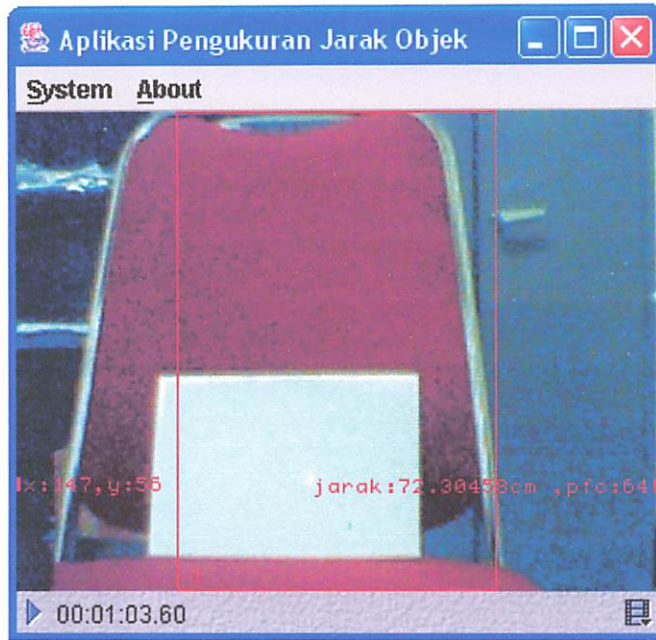 Aplikasi Pengukuran Jarak Objek
System About
x:147,y:55 jarak:72.30458cm ,pfc:64
00:01:03.60